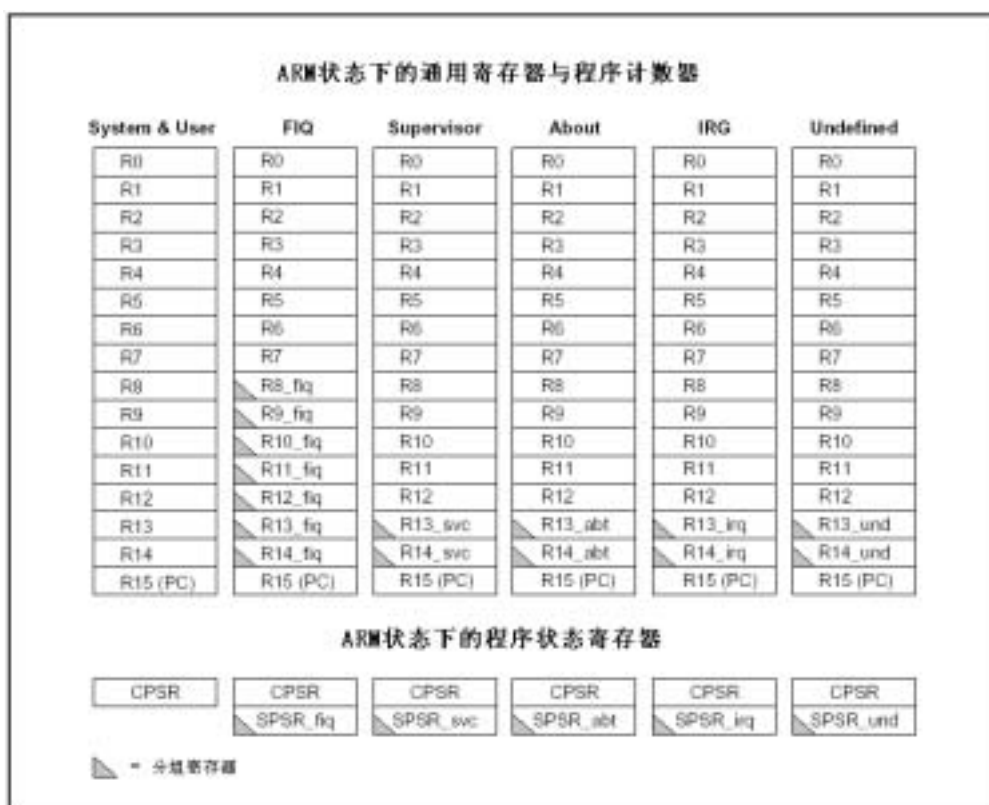 ARM状态下的通用寄存器与程序计数器
System & User FIQ Supervisor About IRG Undefined
R0 R0 R0 R0 R0 R0
R1 R1 R1 R1 R1 R1
R2 R2 R2 R2 R2 R2
R3 R3 R3 R3 R3 R3
R4 R4 R4 R4 R4 R4
R5 R5 R5 R5 R5 R5
R6 R6 R6 R6 R6 R6
R7 R7 R7 R7 R7 R7
R8 R8_fiq R8 R8 R8 R8
R9 R9_fiq R9 R9 R9 R9
R10 R10_fiq R10 R10 R10 R10
R11 R11_fiq R11 R11 R11 R11
R12 R12_fiq R12 R12 R12 R12
R13 R13_fiq R13_svc R13_abt R13_irq R13_und
R14 R14_fiq R14_svc R14_abt R14_irq R14_und
R15 (PC) R15 (PC) R15 (PC) R15 (PC) R15 (PC) R15 (PC)
ARM状态下的程序状态寄存器
CPSR CPSR CPSR CPSR CPSR CPSR
SPSR_fiq SPSR_svc SPSR_abt SPSR_irq SPSR_und
= 分组寄存器